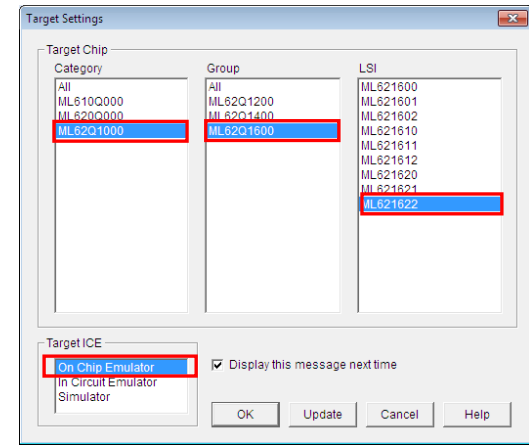 Target Settings
Target Chip
Category
All
ML610Q000
ML620Q000
ML62Q1000
Group
All
ML62Q1200
ML62Q1400
ML62Q1600
LSI
ML621600
ML621601
ML621602
ML621610
ML621611
ML621612
ML621620
ML621621
ML621622
Target ICE
On Chip Emulator
In Circuit Emulator
Simulator
Display this message next time
OK
Update
Cancel
Help